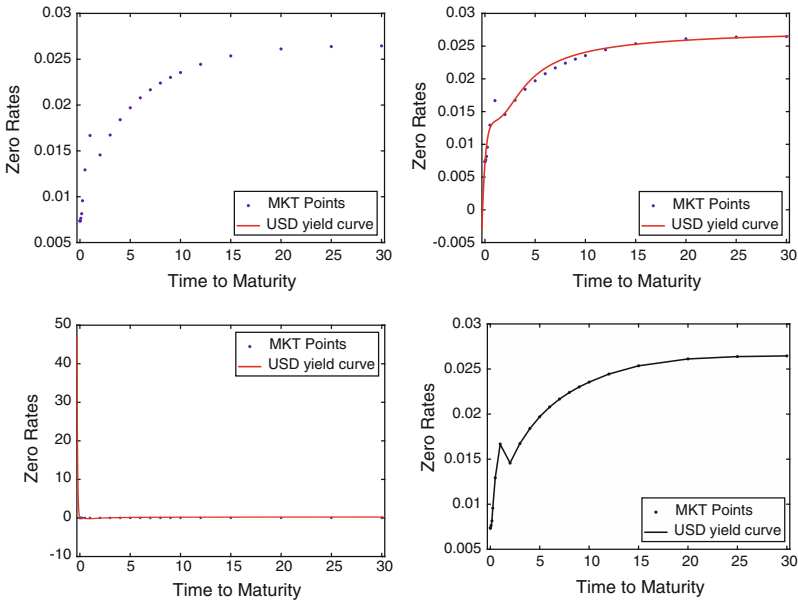 0.03
0.025
0.02
0.015
0.01
0.005
Zero Rates
0 5 10 15 20 25 30
Time to Maturity
MKT Points
USD yield curve
0.03
0.025
0.02
0.015
0.01
0.005
0
-0.005
Zero Rates
0 5 10 15 20 25 30
Time to Maturity
MKT Points
USD yield curve
50
40
30
20
10
0
-10
Zero Rates
0 5 10 15 20 25 30
Time to Maturity
MKT Points
USD yield curve
0.03
0.025
0.02
0.015
0.01
0.005
Zero Rates
0 5 10 15 20 25 30
Time to Maturity
MKT Points
USD yield curve